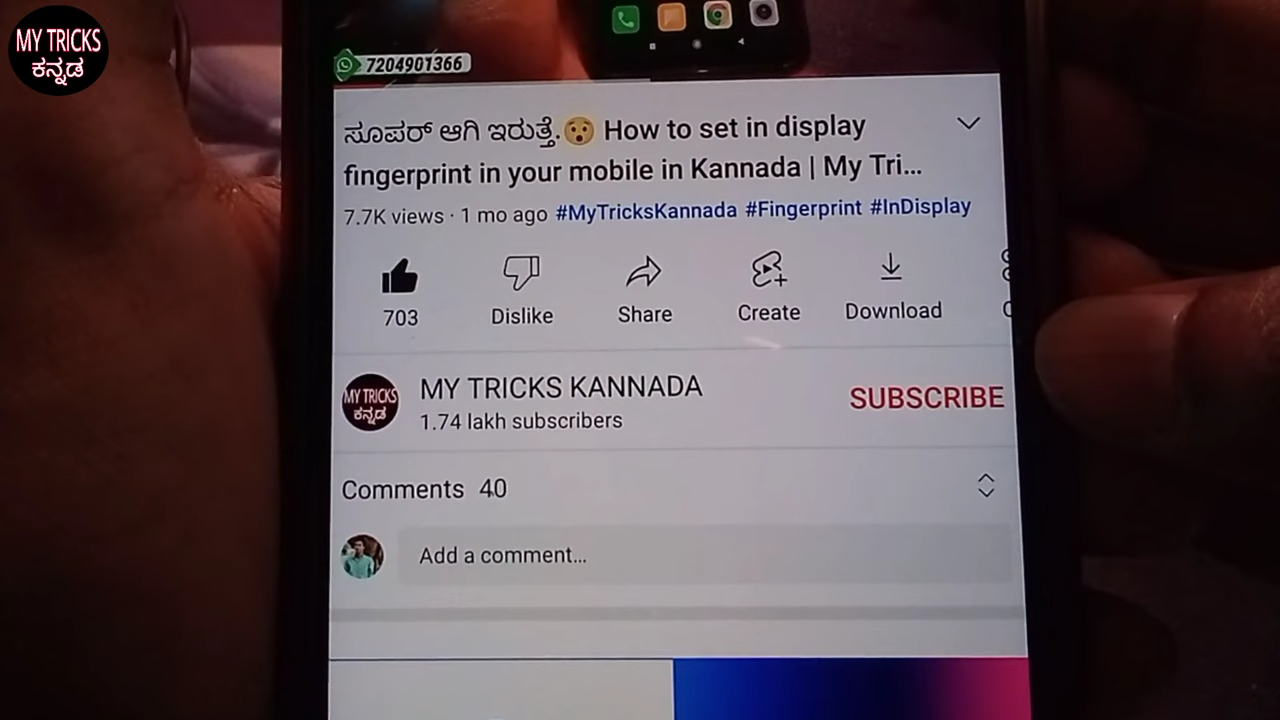 MY TRICKS
ಕನ್ನಡ
7204901366
ಸೂಪರ್ ಆಗಿ ಇರುತ್ತೆ.😯 How to set in display
fingerprint in your mobile in Kannada | My Tri...
7.7K views · 1 mo ago #MyTricksKannada #Fingerprint #InDisplay
703 Dislike Share Create Download
MY TRICKS
ಕನ್ನಡ
MY TRICKS KANNADA
SUBSCRIBE
1.74 lakh subscribers
Comments 40
Add a comment...